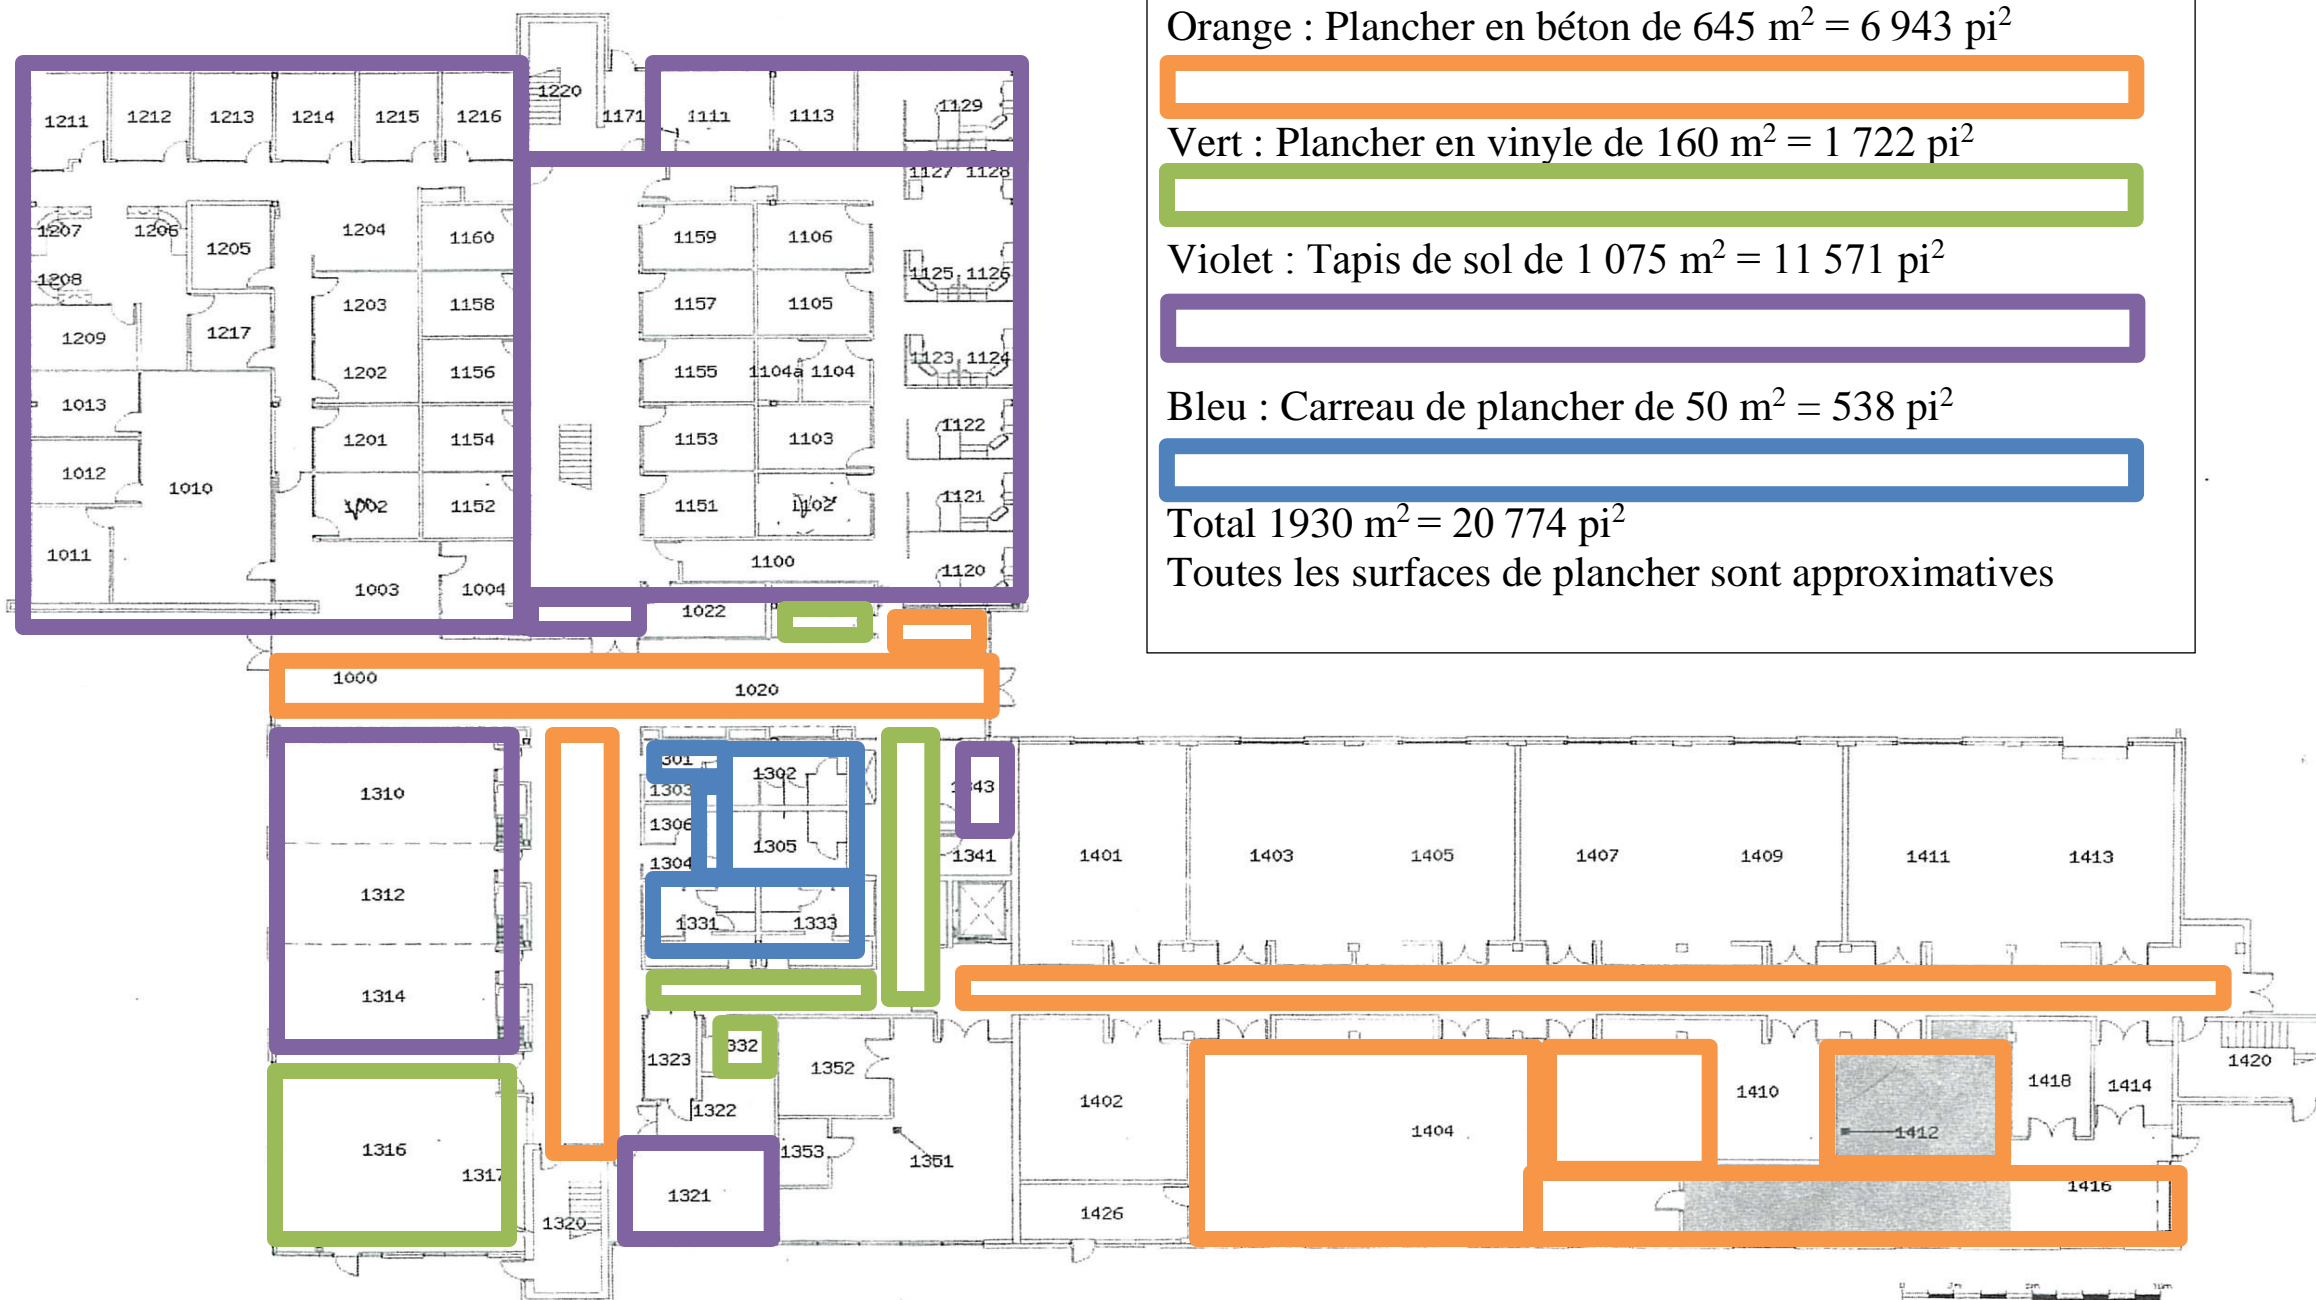 Orange : Plancher en béton de 645 m² = 6 943 pi²
Vert : Plancher en vinyle de 160 m² = 1 722 pi²
Violet : Tapis de sol de 1 075 m² = 11 571 pi²
Bleu : Carreau de plancher de 50 m² = 538 pi²
Total 1930 m² = 20 774 pi²
Toutes les surfaces de plancher sont approximatives
1220
1211 1212 1213 1214 1215 1216 1171 1111 1113 1129
1127 1128
1207 1206 1205 1204 1160 1159 1106
1208 1125 1126
1203 1158 1157 1105
1209 1217
1202 1156 1155 1104a 1104 1123 1124
1013 1201 1154 1153 1103 1122
1012 1010 1152 1151 1102 1121
1011 1003 1004 1100 1120
1022
1000 1020
1310 1302
1303 1306 1305 1304 1341
1401 1403 1405 1407 1409 1411 1413
1312 1331 1333
1314
1323 332 1352 1322
1402 1404 1410 1412 1418 1414 1420
1316 1317 1353 1351
1320 1321 1426 1416
0 10m